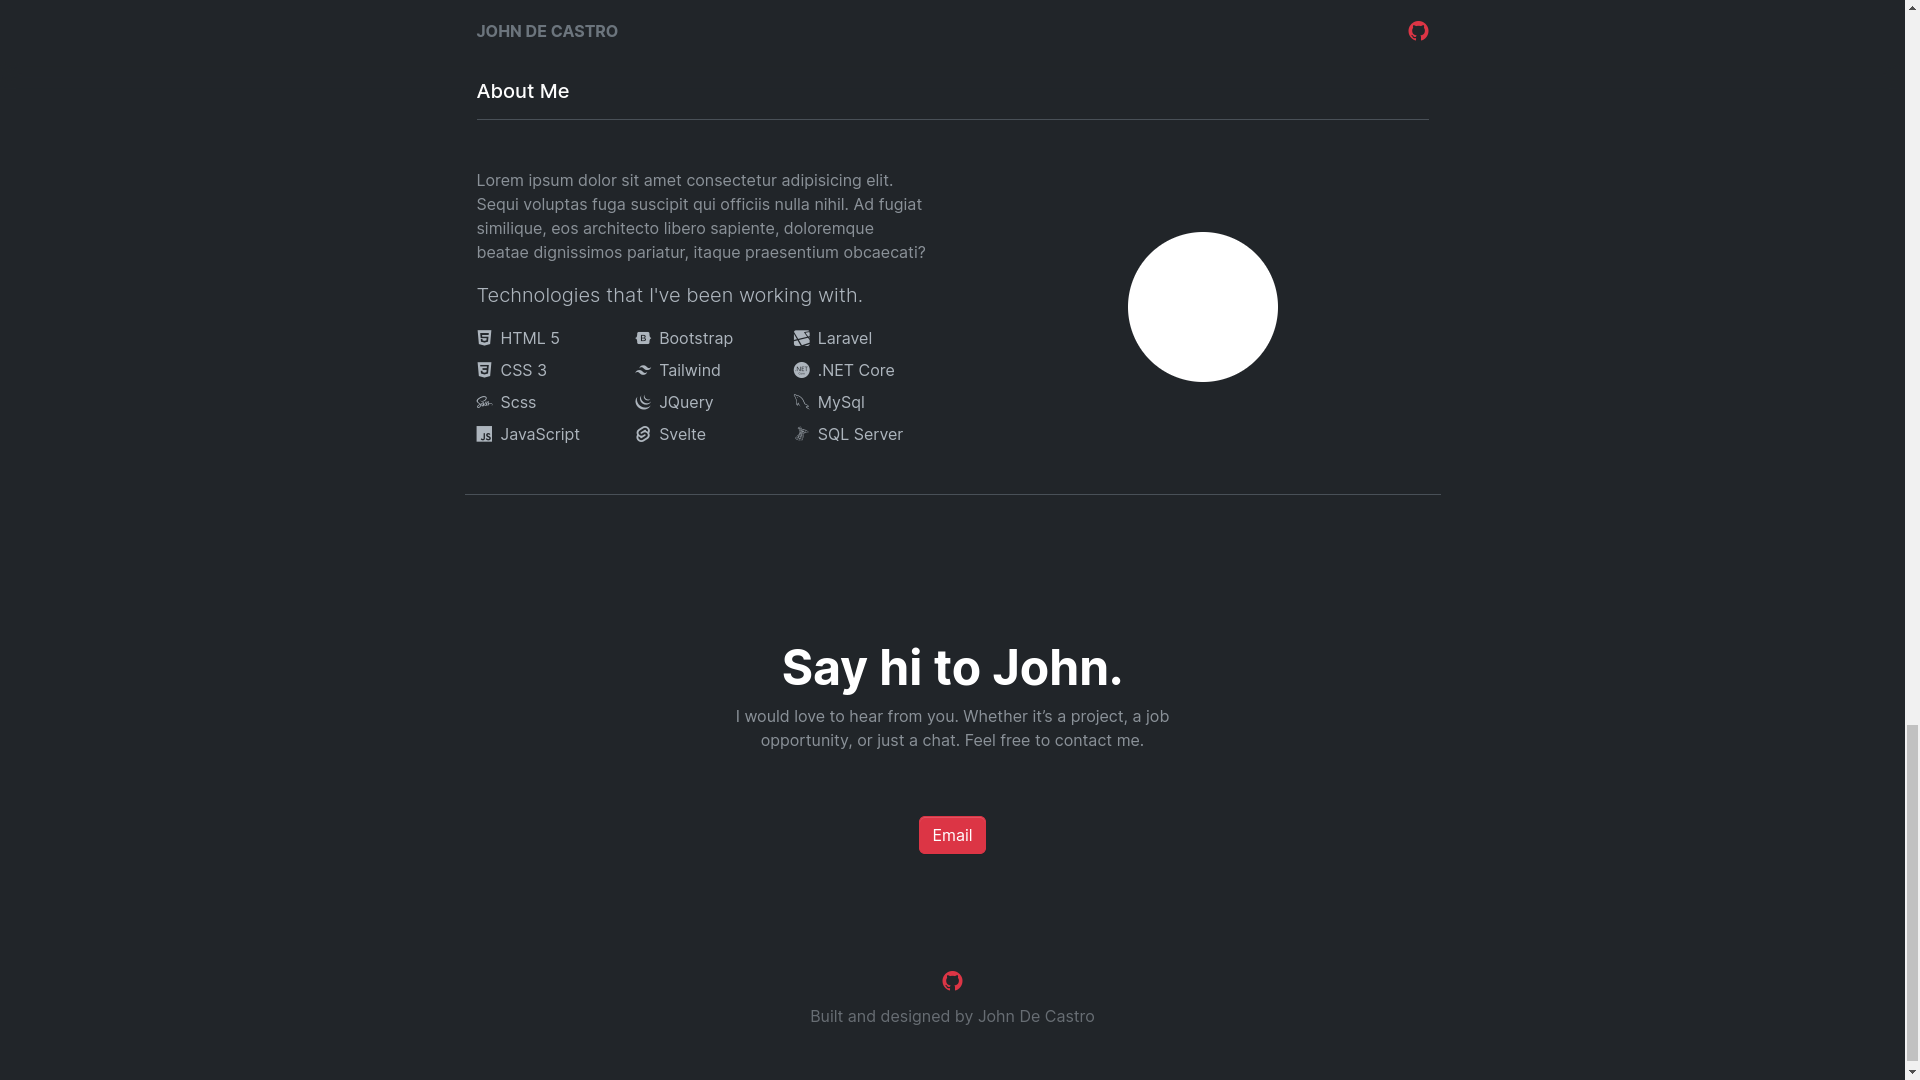 JOHN DE CASTRO
About Me
Lorem ipsum dolor sit amet consectetur adipisicing elit.
Sequi voluptas fuga suscipit qui officiis nulla nihil. Ad fugiat
similique, eos architecto libero sapiente, doloremque
beatae dignissimos pariatur, itaque praesentium obcaecati?
Technologies that I've been working with.
HTML 5
CSS 3
Scss
JavaScript
Bootstrap
Tailwind
JQuery
Svelte
Laravel
.NET Core
MySql
SQL Server
Say hi to John.
I would love to hear from you. Whether it’s a project, a job
opportunity, or just a chat. Feel free to contact me.
Email
Built and designed by John De Castro